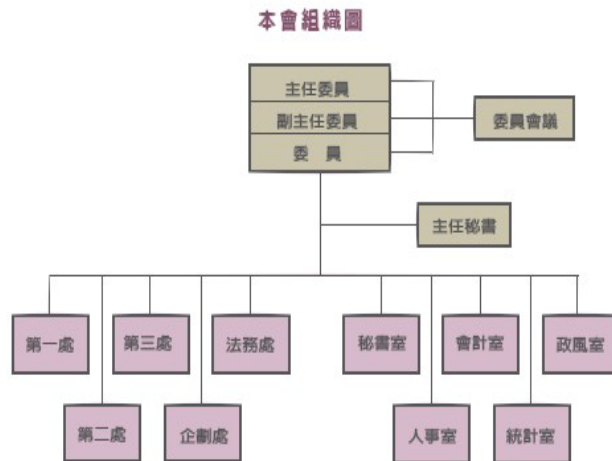 本會組織圖
主任委員
副主任委員
委員會議
委 員
主任秘書
第一處
第三處
法務處
秘書室
會計室
政風室
第二處
企劃處
人事室
統計室